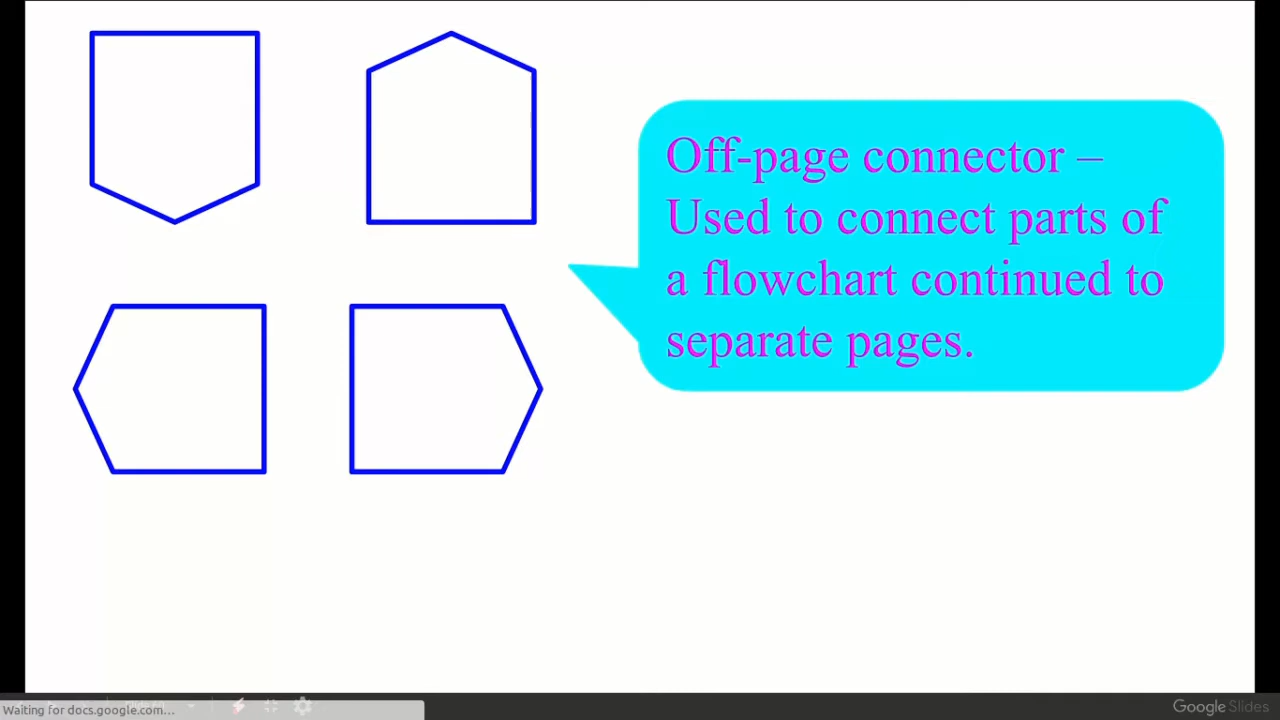 Off-page connector –
Used to connect parts of
a flowchart continued to
separate pages.
Waiting for docs.google.com...
Google Slides